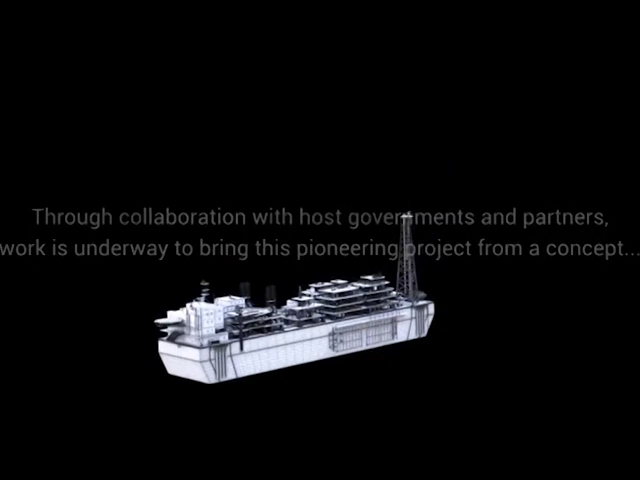 Through collaboration with host governments and partners,
work is underway to bring this pioneering project from a concept...